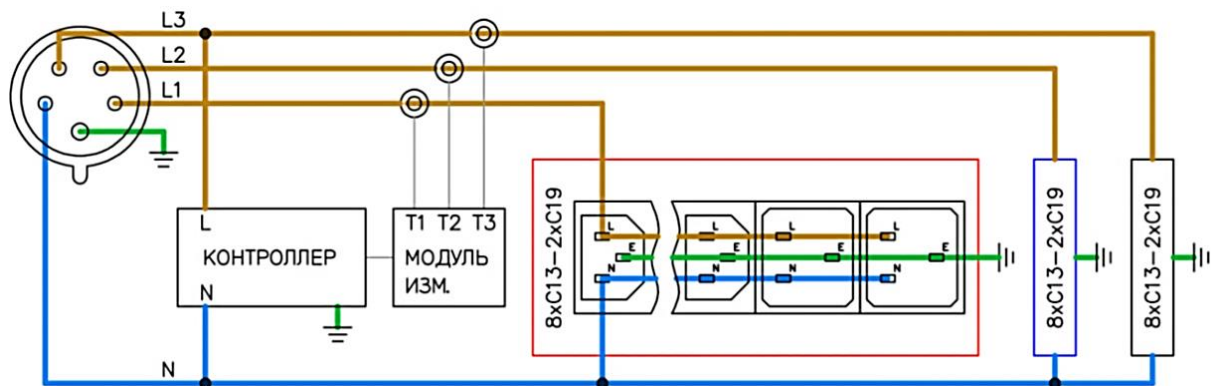 L3
L2
L1
L
КОНТРОЛЛЕР
N
T1 T2 T3
МОДУЛЬ
ИЗМ.
8xC13-2xC19
L L L L
E E E E
N N N N
8xC13-2xC19
8xC13-2xC19
N